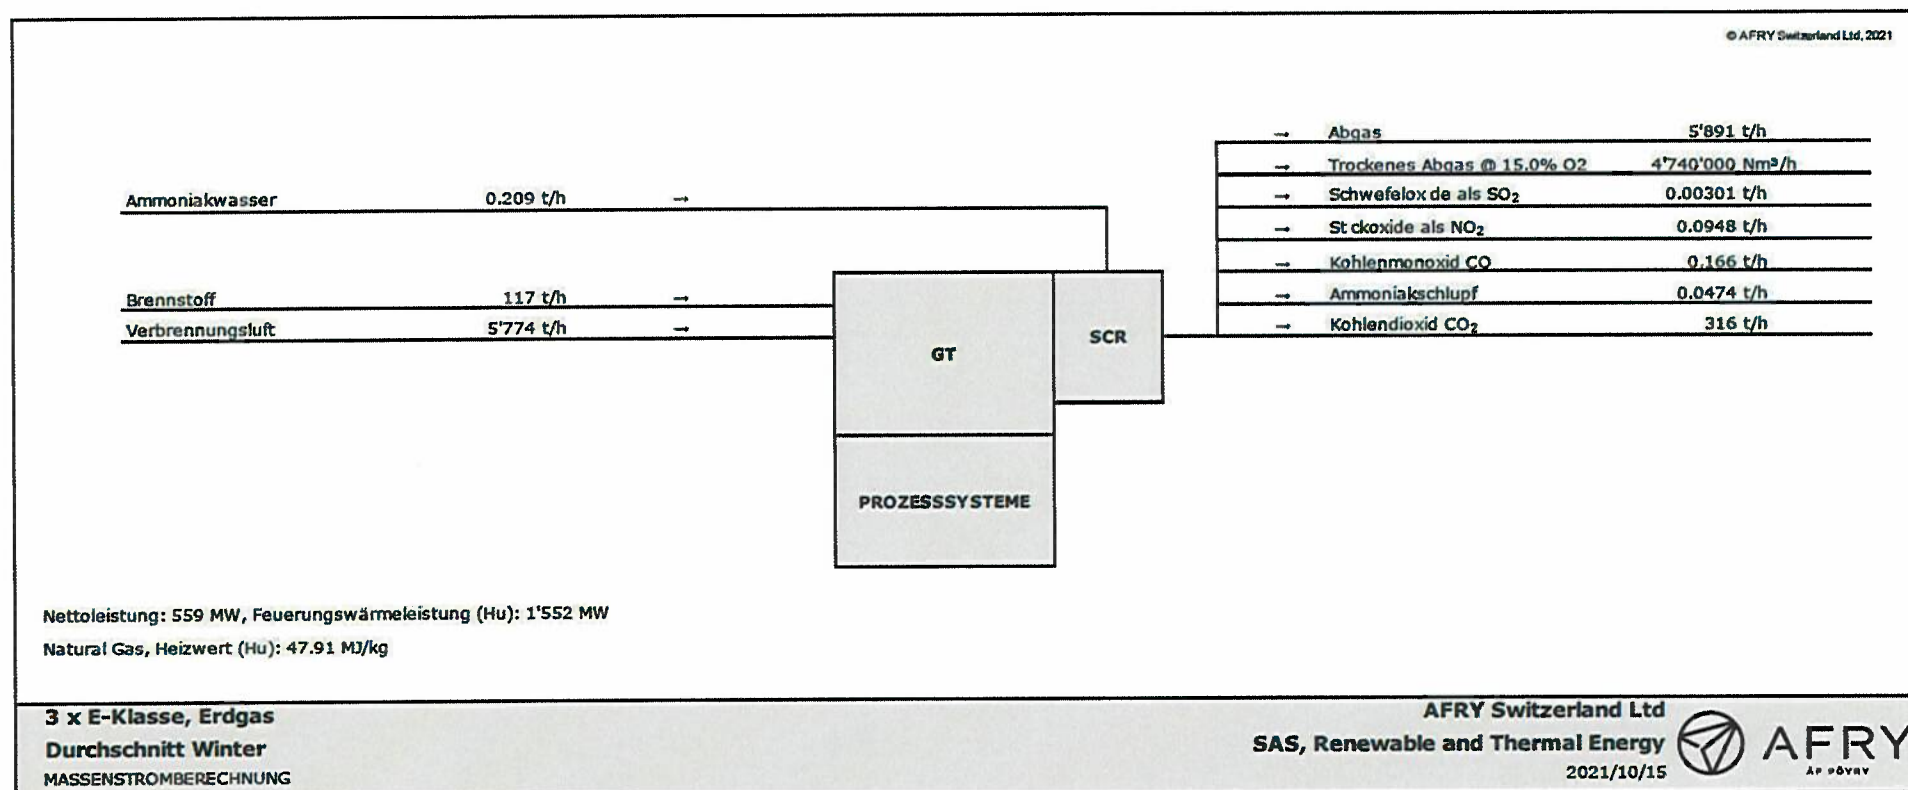 © AFRY Switzerland Ltd, 2021
→ Abgas 5'891 t/h
→ Trockenes Abgas @ 15.0% O2 4'740'000 Nm³/h
Ammoniakwasser 0.209 t/h →
→ Schwefelox de als SO₂ 0.00301 t/h
→ St ckoxide als NO₂ 0.0948 t/h
→ Kohlenmonoxid CO 0.166 t/h
Brennstoff 117 t/h →
→ Ammoniakschlupf 0.0474 t/h
Verbrennungsluft 5'774 t/h →
→ Kohlendioxid CO₂ 316 t/h
GT
SCR
PROZESSSYSTEME
Nettoleistung: 559 MW, Feuerungswärmeleistung (Hu): 1'552 MW
Natural Gas, Heizwert (Hu): 47.91 MJ/kg
3 x E-Klasse, Erdgas
Durchschnitt Winter
MASSENSTROMBERECHNUNG
AFRY Switzerland Ltd
SAS, Renewable and Thermal Energy
2021/10/15
AFRY
ÅF PÖYRY